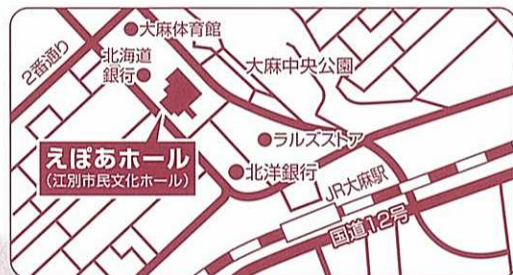 大麻体育館
2番通り
北海道
銀行
大麻中央公園
ラルズストア
えぽあホール
(江別市民文化ホール)
北洋銀行
JR大麻駅
国道12号